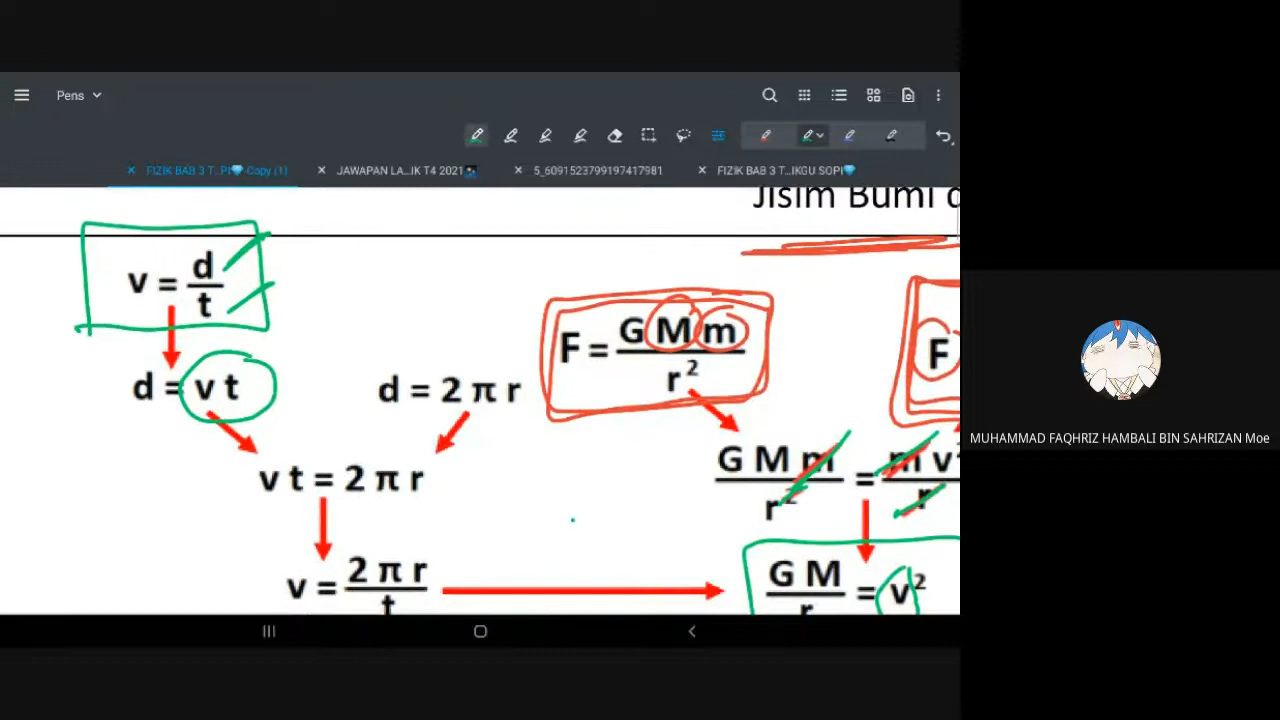 Pens
FIZIK BAB 3 T..PI💎 Copy (1)
JAWAPAN LA...IK T4 2021
5_6091523799197417981
FIZIK BAB 3 T...IKGU SOPI💎
Jisim Bumi d
v = d/t
d = v t
d = 2 π r
v t = 2 π r
v = 2 π r/t
F = G M m/r²
F
G M m/r² = m v²/r
G M/r = v²
MUHAMMAD FAQHRIZ HAMBALI BIN SAHRIZAN Moe